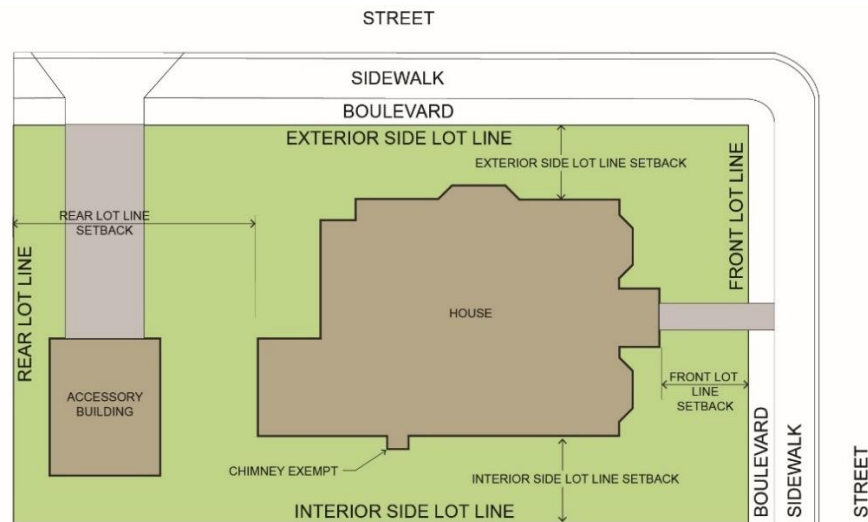 STREET
SIDEWALK
BOULEVARD
EXTERIOR SIDE LOT LINE
EXTERIOR SIDE LOT LINE SETBACK
REAR LOT LINE
SETBACK
REAR LOT LINE
FRONT LOT LINE
HOUSE
ACCESSORY
BUILDING
FRONT LOT
LINE
SETBACK
CHIMNEY EXEMPT
INTERIOR SIDE LOT LINE SETBACK
INTERIOR SIDE LOT LINE
BOULEVARD
SIDEWALK
STREET